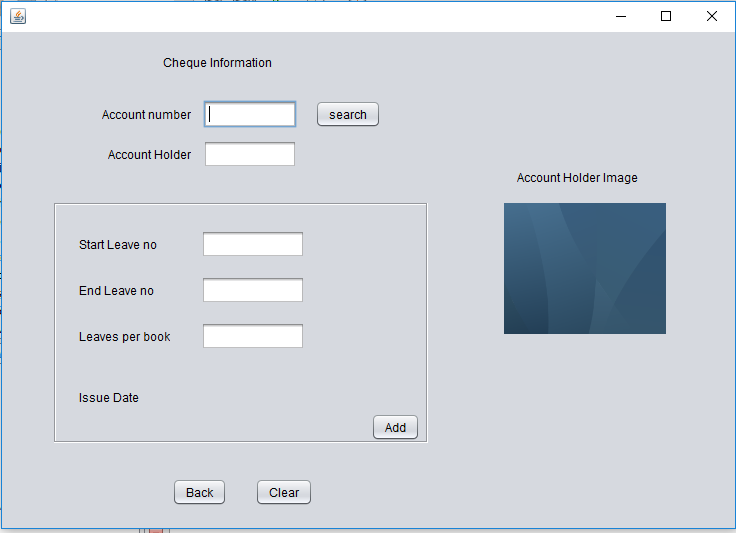 Cheque Information
Account number
search
Account Holder
Account Holder Image
Start Leave no
End Leave no
Leaves per book
Issue Date
Add
Back
Clear